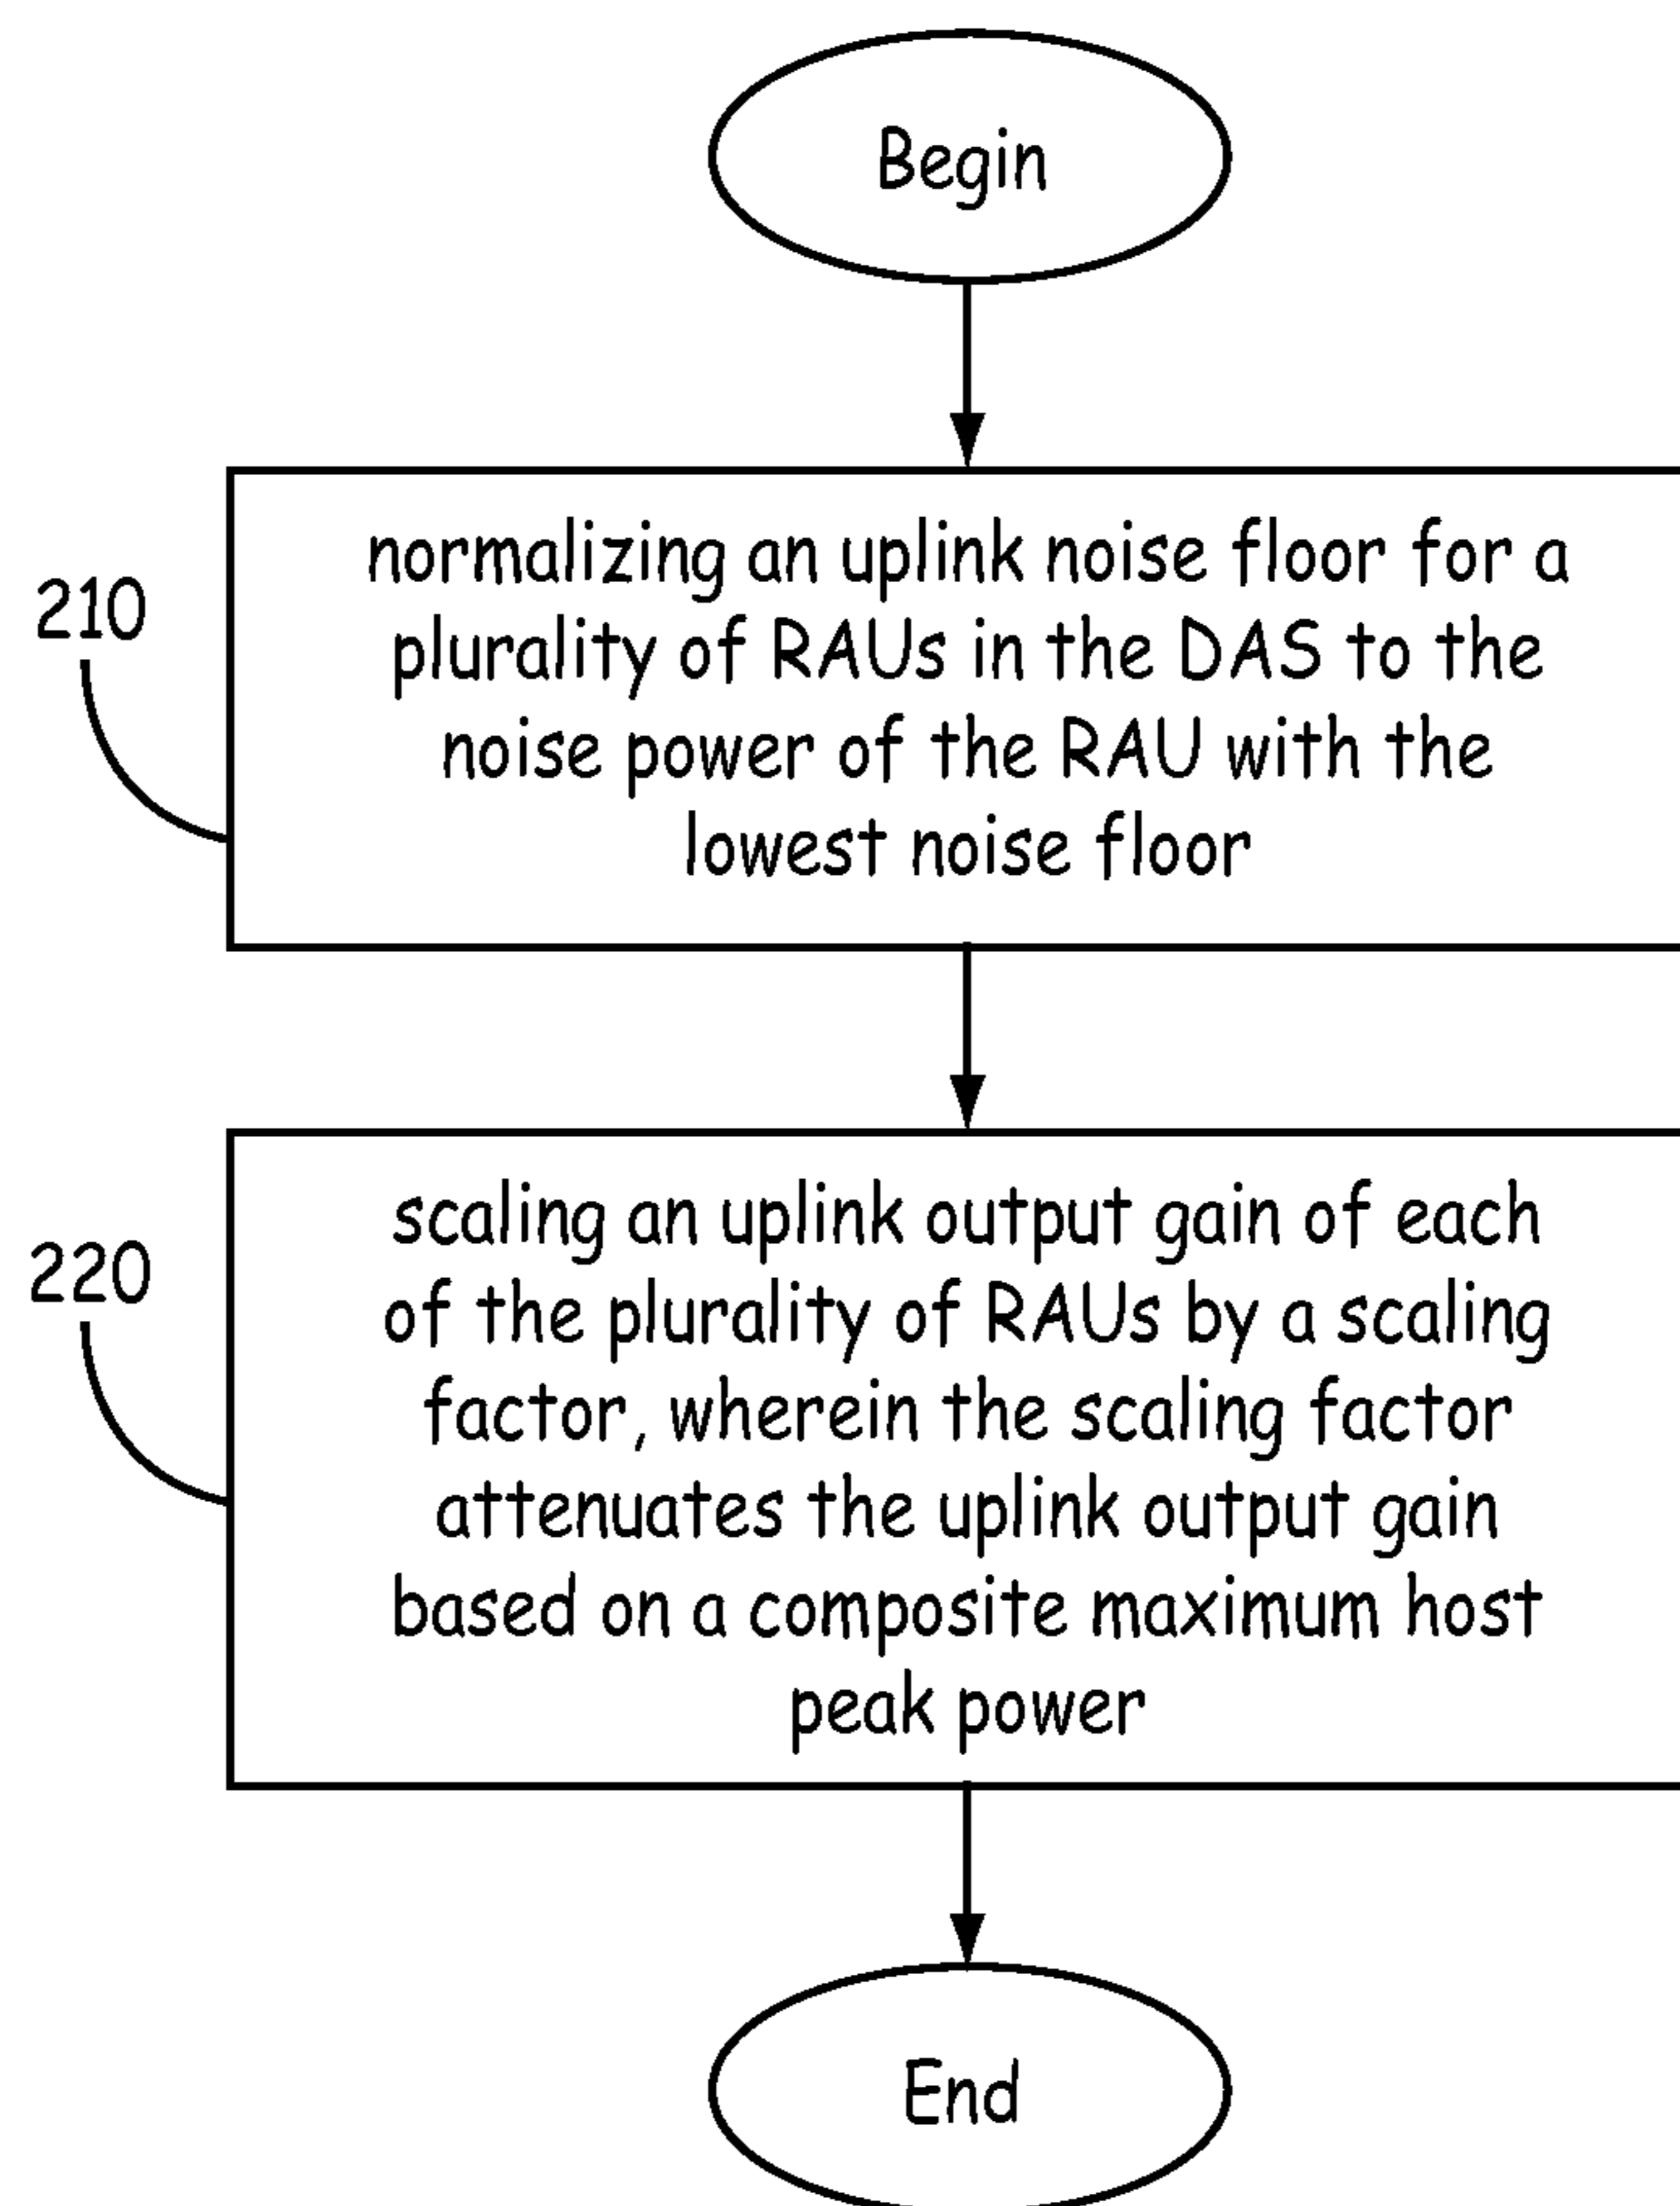 Begin
210
normalizing an uplink noise floor for a
plurality of RAUs in the DAS to the
noise power of the RAU with the
lowest noise floor
220
scaling an uplink output gain of each
of the plurality of RAUs by a scaling
factor, wherein the scaling factor
attenuates the uplink output gain
based on a composite maximum host
peak power
End